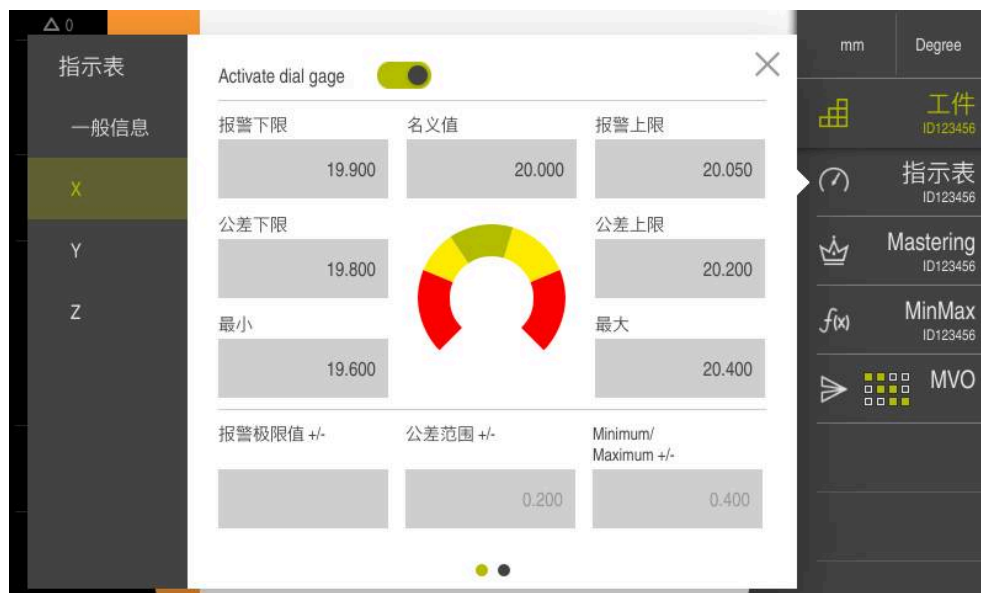 0
指示表
一般信息
X
Y
Z
Activate dial gage
报警下限
名义值
报警上限
19.900
20.000
20.050
公差下限
公差上限
19.800
20.200
最小
最大
19.600
20.400
报警极限值 +/-
公差范围 +/-
Minimum/
Maximum +/-
0.200
0.400
mm
Degree
工件
ID123456
指示表
ID123456
Mastering
ID123456
f(x)
MinMax
ID123456
MVO